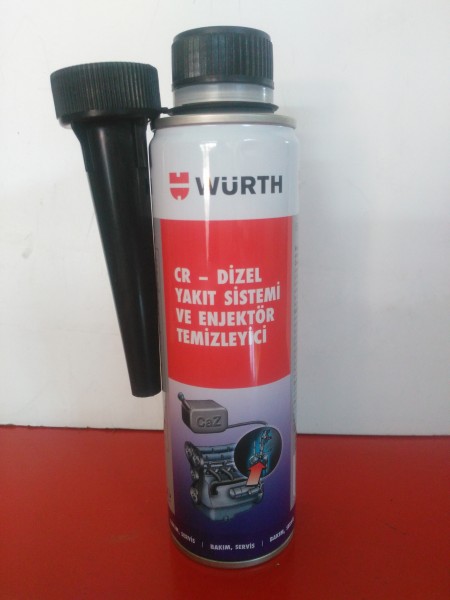 WÜRTH
CR – DİZEL
YAKIT SİSTEMİ
VE ENJEKTÖR
TEMİZLEYİCİ
CaZ
BAKIM, SERVİS